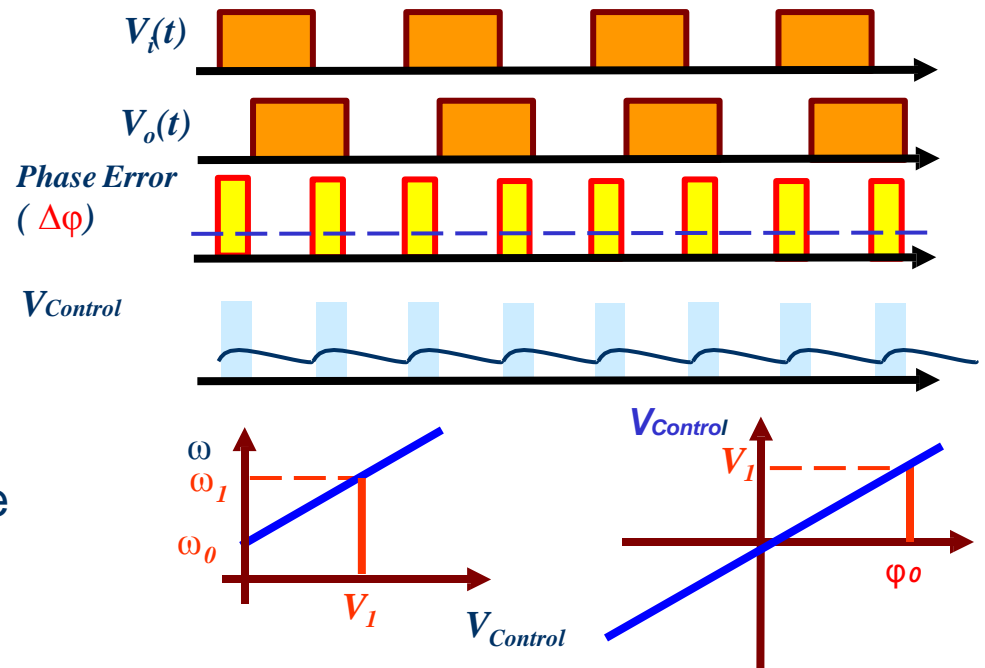 Vi(t)
Vo(t)
Phase Error
( Δφ)
VControl
ω
ω1
ω0
V1
VControl
VControl
V1
φ0
e